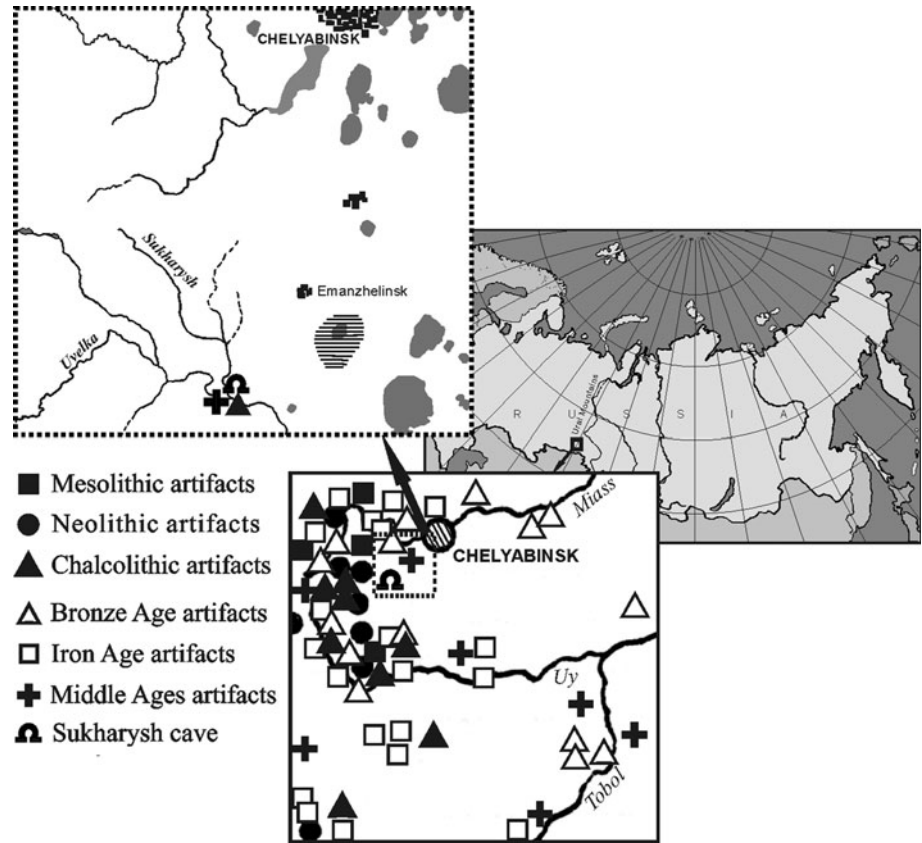 CHELYABINSK
Sukharysh
Emanzhelinsk
Uvelka
Ural Mountains
R U S S I A
Mesolithic artifacts
Neolithic artifacts
Chalcolithic artifacts
Bronze Age artifacts
Iron Age artifacts
Middle Ages artifacts
Sukharysh cave
Miass
CHELYABINSK
Uy
Tobol